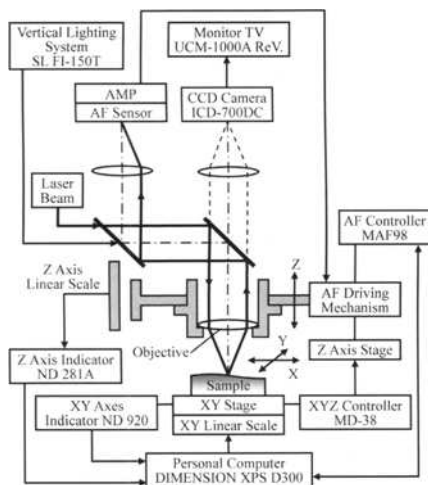 Vertical Lighting
System
SL FI-150T
Monitor TV
UCM-1000A ReV.
AMP
AF Sensor
CCD Camera
ICD-700DC
Laser
Beam
AF Controller
MAF98
Z Axis
Linear Scale
Z
AF Driving
Mechanism
Y
X
Objective
Z Axis Indicator
ND 281A
Z Axis Stage
Sample
XY Axes
Indicator ND 920
XY Stage
XY Linear Scale
XYZ Controller
MD-38
Personal Computer
DIMENSION XPS D300